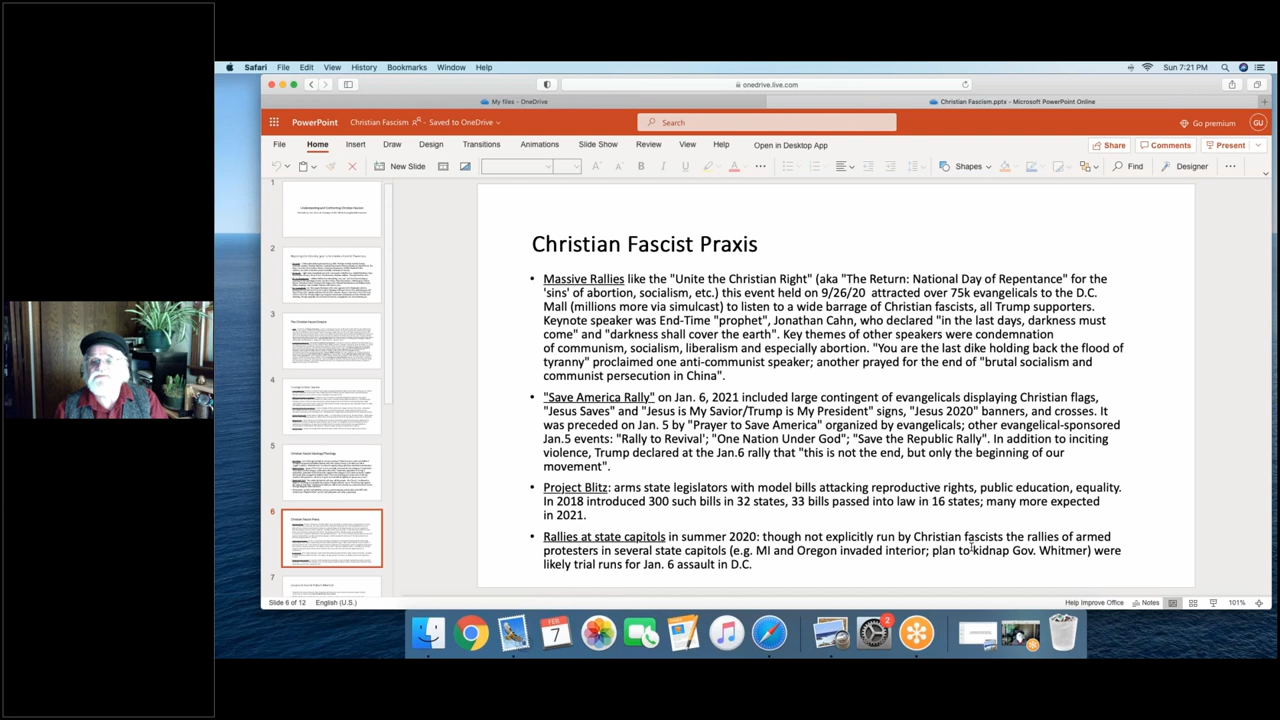 Safari File Edit View History Bookmarks Window Help Sun 7:21 PM
onedrive.live.com
My files - OneDrive Christian Fascism.pptx - Microsoft PowerPoint Online
PowerPoint Christian Fascism - Saved to OneDrive Search Go premium GU
File Home Insert Draw Design Transitions Animations Slide Show Review View Help Open in Desktop App Share Comments Present
New Slide Shapes Find Designer
1
2
3
4
5
6
7
Christian Fascist Praxis
• Mass rallies like the "Unite the
of repentance" for the
'sins' of abortion, socialism, etc.) this event held on 9/26/20 attracted over 75k evangelicals to the D.C.
Mall (millions more via simulcast) to listen, to a wide barrage of Christian fascists, all Trump supporters.
Keynote speaker was End-Time "prophet", Jonathan Cahn, who declared "in the last days, darkness must
come" and "darkness shall cover the earth". Key themes of other speakers were condemnation
of communism, socialism, liberalism and especially abortion. "You are the last dike holding back the flood of
tyranny" proclaimed one anti-communist speaker; another prayed for the end of "brutal socialism and
communist persecution in China".
• "Save America Rally" on Jan. 6, 2021 included large contingent of evangelicals displaying Christian flags,
"Jesus Saves" and "Jesus is My Savior, Trump is My President" signs, "Jesus 2020" banners, and crosses. It
was preceded on Jan. 5 by "Prayer to Save America" organized by evangelicals; other evangelical-sponsored
Jan.5 events: "Rally to Revival', "One Nation Under God", "Save the Republic Rally". In addition to inciting
violence, Trump declared at the Jan.6 rally that "this is not the end, but only the beginning of our
movement".
• state legislation: bills attacking reproductive rights, public education, equality.
In 2018 introduced 300 such bills in 32 states, 33 bills passed into law in 16 states; many more expected
in 2021.
• Rallies at state capitols in summer 2020: though not explicitly run by Christian fascists the rallies of armed
protesters in several state capitols (e.g. MI and Oregon invaded interior; plan to kidnap Gov. Whitmer) were
likely trial runs for Jan. 6 assault in D.C.
Slide 6 of 12 English (U.S.) Help Improve Office Notes 101%
FEB
7
2